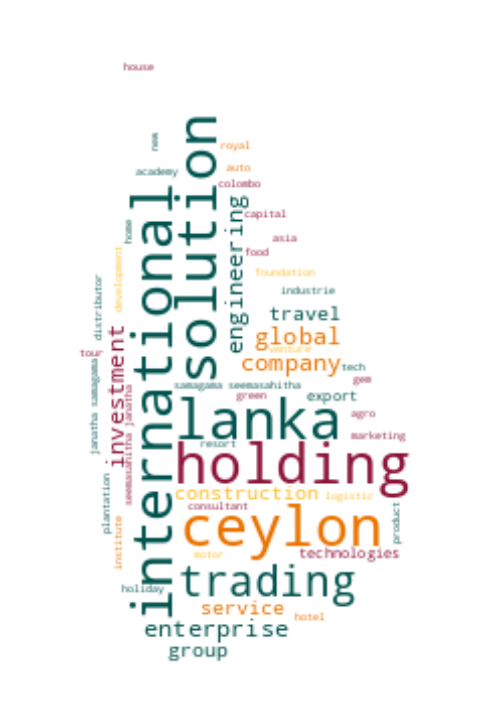 house
new
royal
academy
auto
colombo
international
solution
engineering
capital
home
asia
food
development
foundation
distributor
industrie
travel
investment
global
venture
tour
company
tech
janatha samagama
seemasahitha janatha
samagama seemasahitha
gem
green
export
lanka
agro
resort
marketing
holding
plantation
construction
logistic
consultant
product
institute
ceylon
motor
technologies
trading
holiday
service
hotel
enterprise
group